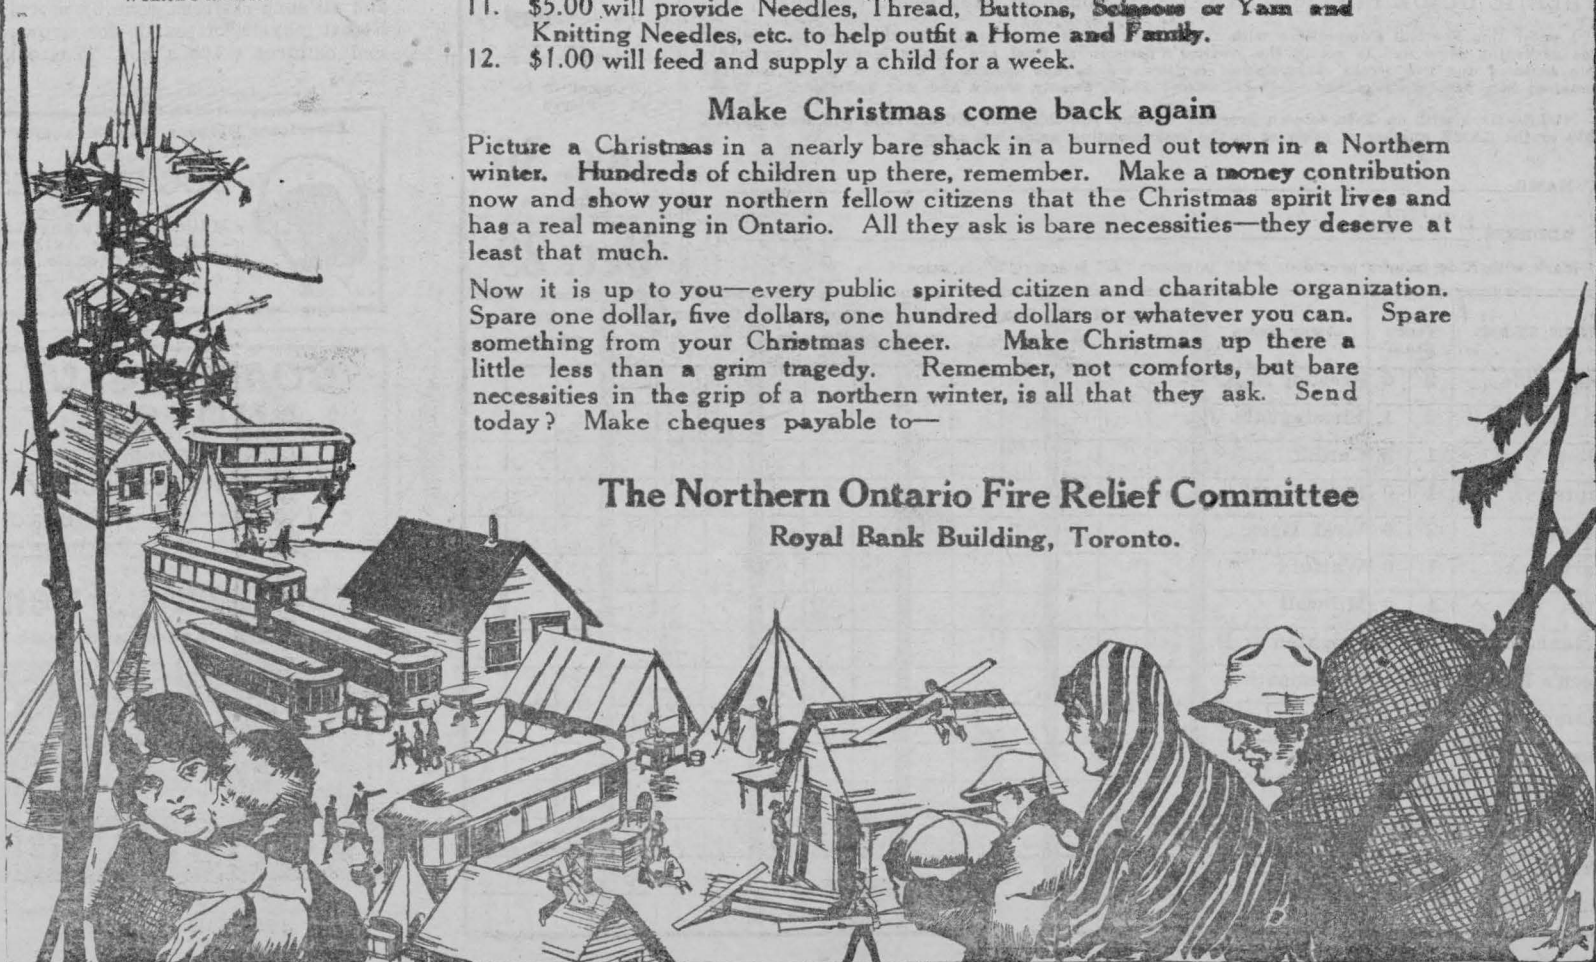 11. $5.00 will provide Needles, Thread, Buttons, Scissors or Yarn and
Knitting Needles, etc. to help outfit a Home and Family.
12. $1.00 will feed and supply a child for a week.
Make Christmas come back again
Picture a Christmas in a nearly bare shack in a burned out town in a Northern
winter. Hundreds of children up there, remember. Make a money contribution
now and show your northern fellow citizens that the Christmas spirit lives and
has a real meaning in Ontario. All they ask is bare necessities—they deserve at
least that much.
Now it is up to you—every public spirited citizen and charitable organization.
Spare one dollar, five dollars, one hundred dollars or whatever you can. Spare
something from your Christmas cheer. Make Christmas up there a
little less than a grim tragedy. Remember, not comforts, but bare
necessities in the grip of a northern winter, is all that they ask. Send
today? Make cheques payable to—
The Northern Ontario Fire Relief Committee
Royal Bank Building, Toronto.